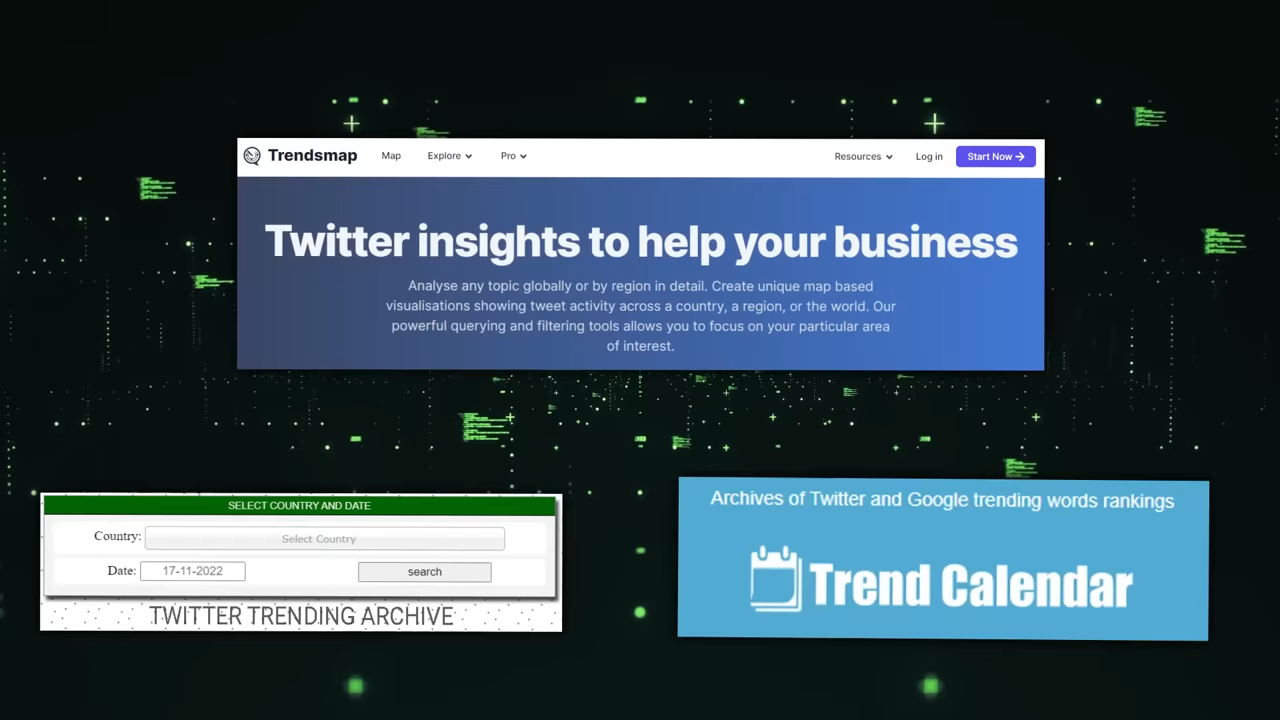 Trendsmap Map Explore Pro Resources Log in Start Now
Twitter insights to help your business
Analyse any topic globally or by region in detail. Create unique map based
visualisations showing tweet activity across a country, a region, or the world. Our
powerful querying and filtering tools allows you to focus on your particular area
of interest.
SELECT COUNTRY AND DATE
Country: Select Country
Date: 17-11-2022 search
TWITTER TRENDING ARCHIVE
Archives of Twitter and Google trending words rankings
Trend Calendar